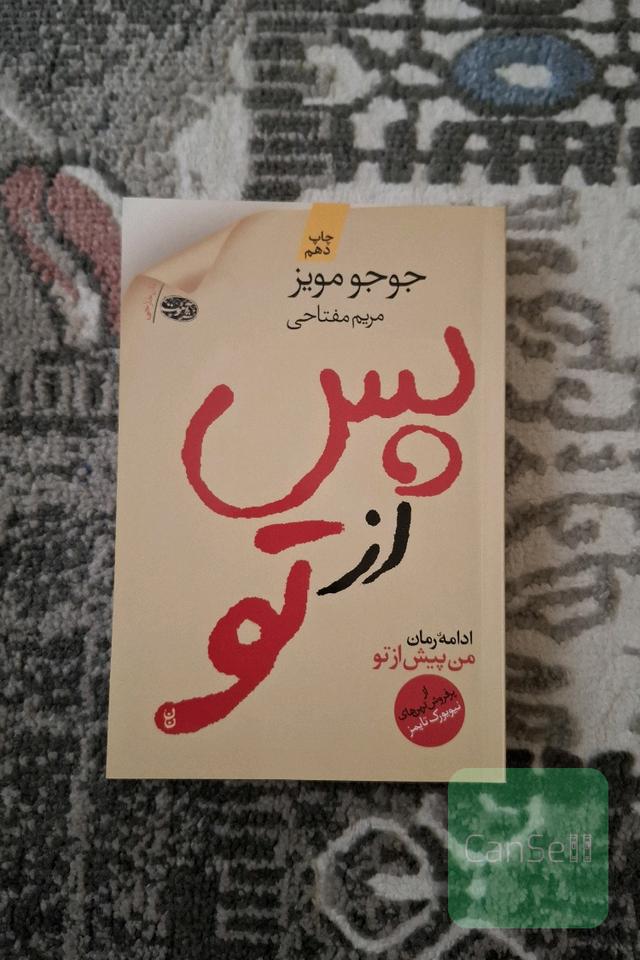 چاپ
دهم
جوجو مویز
مریم مفتاحی
پس
از
تو
ادامهٔ رمان
من پیش از تو
از
پرفروش‌ترین‌های
نیویورک تایمز
CanSell